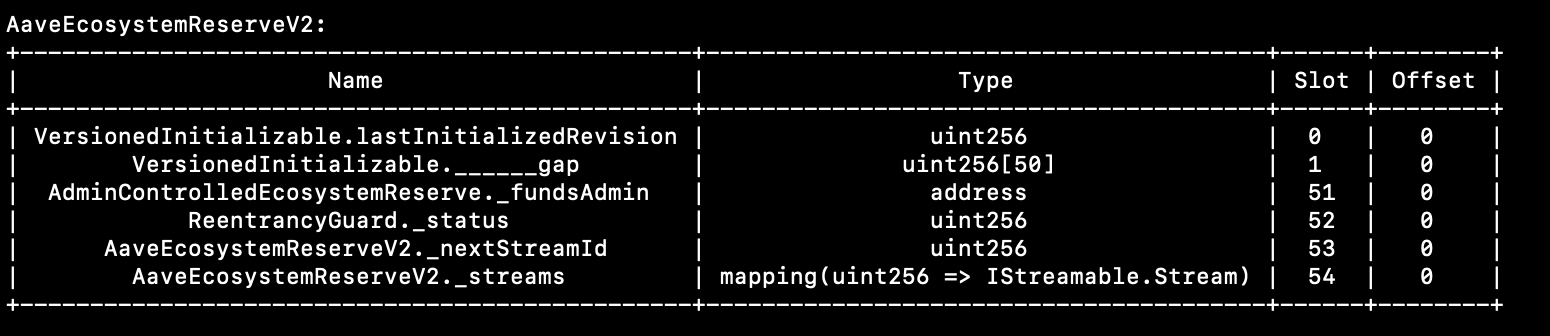 AaveEcosystemReserveV2:
+-------------------------------------------------+-----------------------------------------+------+--------+
|                       Name                      |                   Type                  | Slot | Offset |
+-------------------------------------------------+-----------------------------------------+------+--------+
| VersionedInitializable.lastInitializedRevision |                uint256                | 0 | 0 |
| VersionedInitializable.______gap | uint256[50] | 1 | 0 |
| AdminControlledEcosystemReserve._fundsAdmin | address | 51 | 0 |
| ReentrancyGuard._status | uint256 | 52 | 0 |
| AaveEcosystemReserveV2._nextStreamId | uint256 | 53 | 0 |
| AaveEcosystemReserveV2._streams | mapping(uint256 => IStreamable.Stream) | 54 | 0 |
+-------------------------------------------------+-----------------------------------------+------+--------+